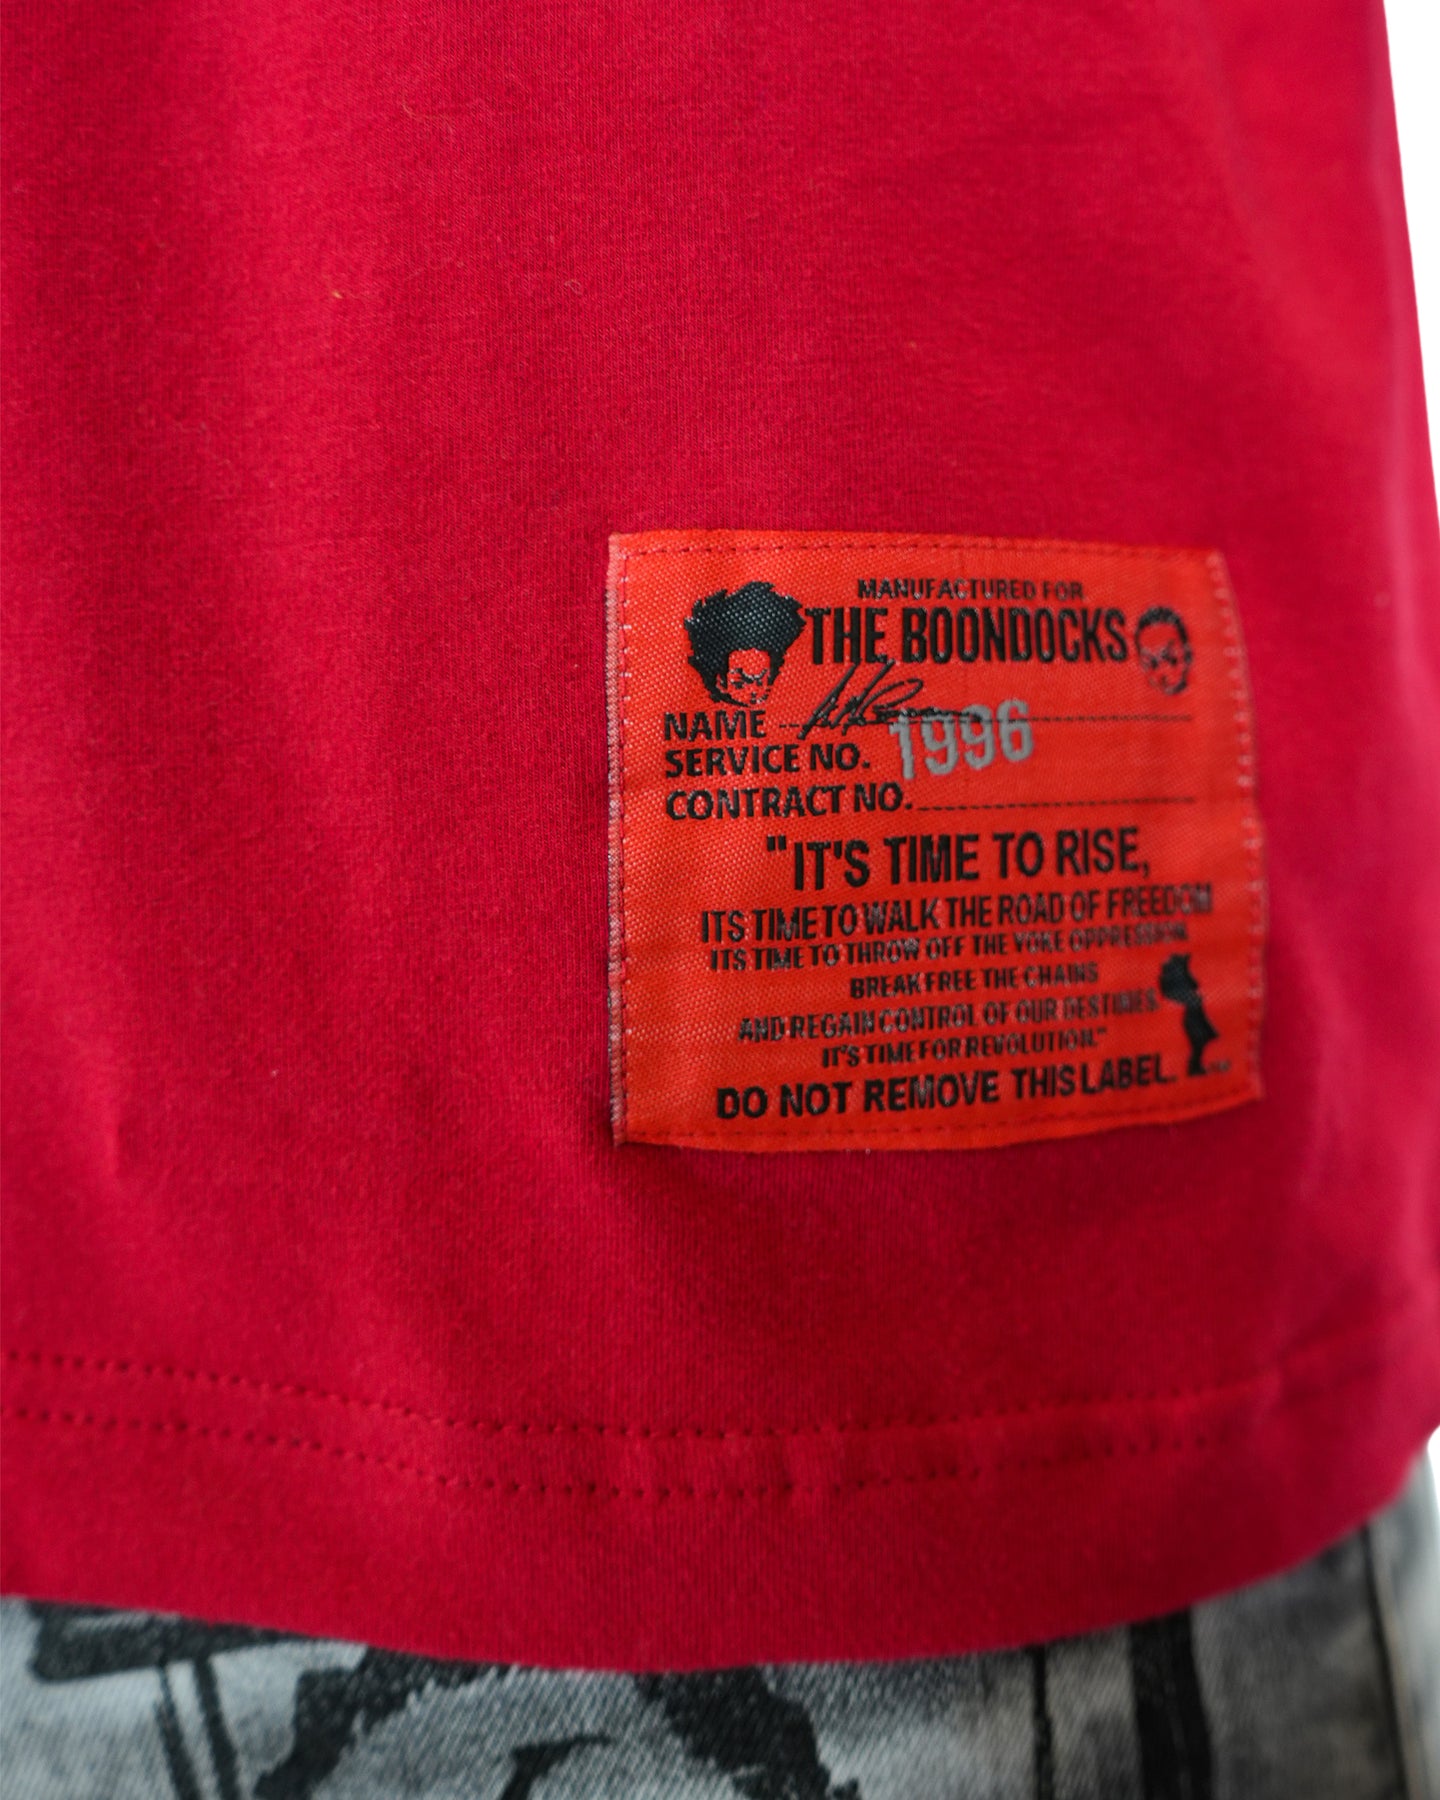 MANUFACTURED FOR
THE BOONDOCKS
NAME
SERVICE NO. 1996
CONTRACT NO.
"IT'S TIME TO RISE,
ITS TIME TO WALK THE ROAD OF FREEDOM
ITS TIME TO THROW OFF THE YOKE OPPRESSION,
BREAK FREE THE CHAINS
AND REGAIN CONTROL OF OUR DESTINIES
IT'S TIME FOR REVOLUTION."
DO NOT REMOVE THIS LABEL.